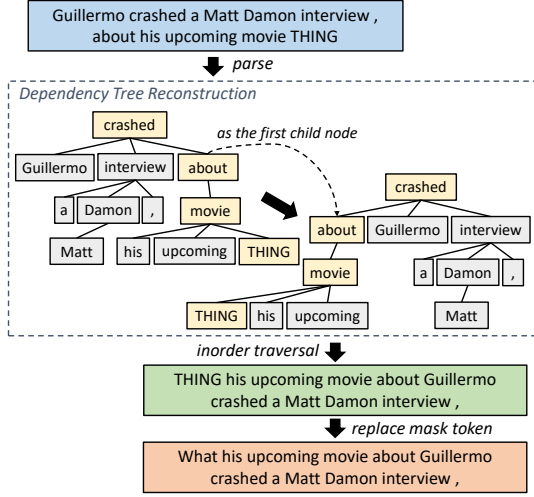 Guillermo crashed a Matt Damon interview ,
about his upcoming movie THING
parse
Dependency Tree Reconstruction
crashed
as the first child node
Guillermo interview about
crashed
a Damon , movie
about Guillermo interview
Matt his upcoming THING
movie a Damon ,
THING his upcoming Matt
inorder traversal
THING his upcoming movie about Guillermo
crashed a Matt Damon interview ,
replace mask token
What his upcoming movie about Guillermo
crashed a Matt Damon interview ,